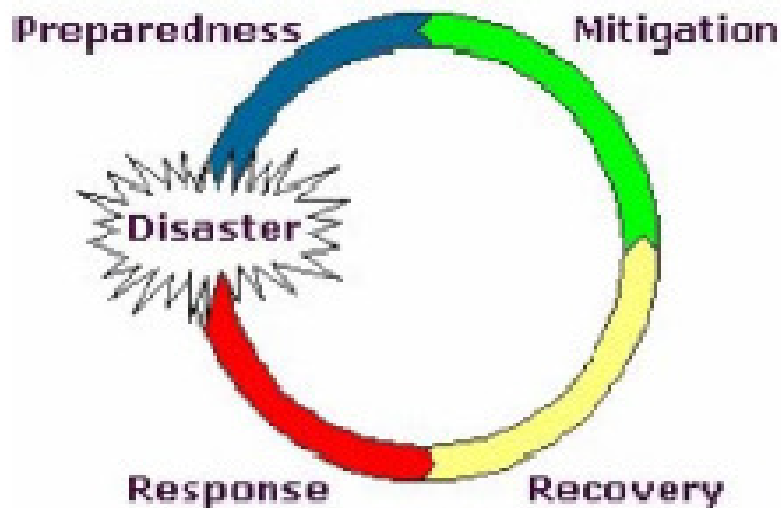 Preparedness
Mitigation
Disaster
Response
Recovery